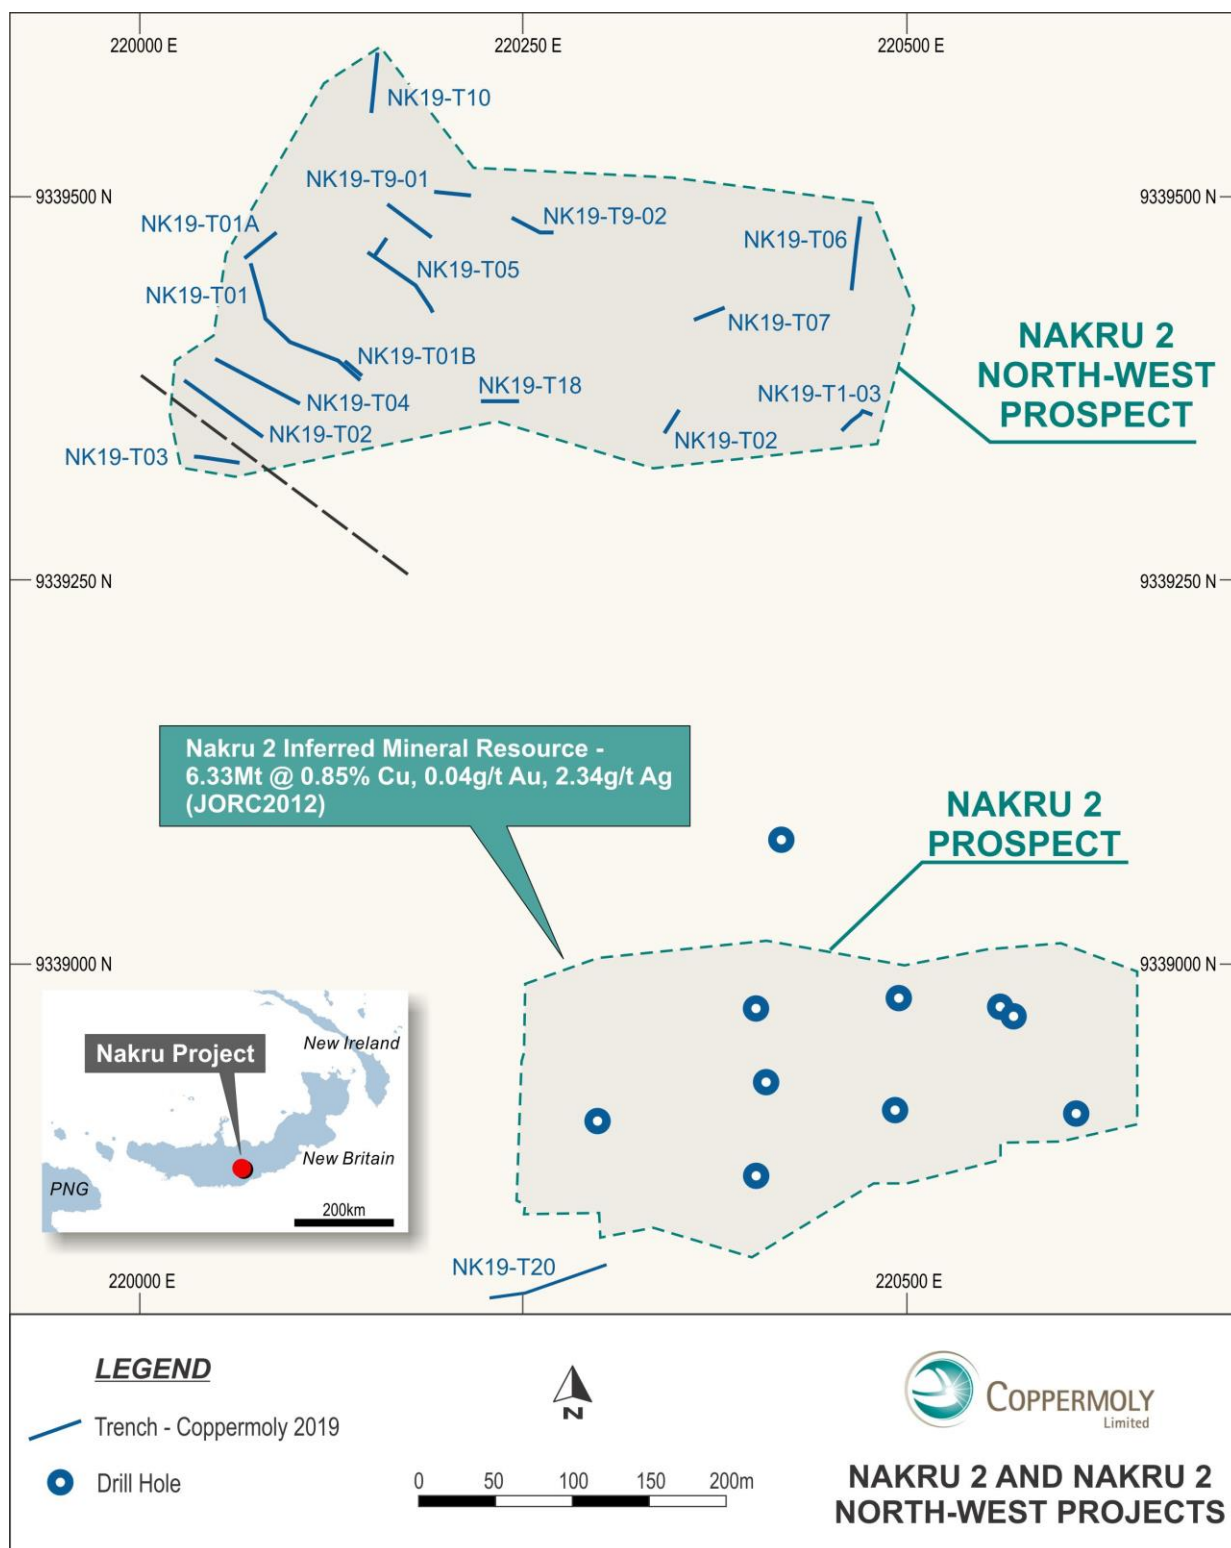 220000 E
220250 E
220500 E
NK19-T10
9339500 N
NK19-T9-01
9339500 N
NK19-T01A
NK19-T9-02
NK19-T06
NK19-T05
NK19-T01
NK19-T07
NAKRU 2
NORTH-WEST
PROSPECT
NK19-T01B
NK19-T18
NK19-T1-03
NK19-T04
NK19-T02
NK19-T02
NK19-T03
9339250 N
9339250 N
Nakru 2 Inferred Mineral Resource -
6.33Mt @ 0.85% Cu, 0.04g/t Au, 2.34g/t Ag
(JORC2012)
NAKRU 2
PROSPECT
9339000 N
9339000 N
New Ireland
Nakru Project
New Britain
PNG
200km
NK19-T20
220000 E
220500 E
LEGEND
Trench - Coppermoly 2019
Drill Hole
N
0 50 100 150 200m
COPPERMOLY
Limited
NAKRU 2 AND NAKRU 2
NORTH-WEST PROJECTS